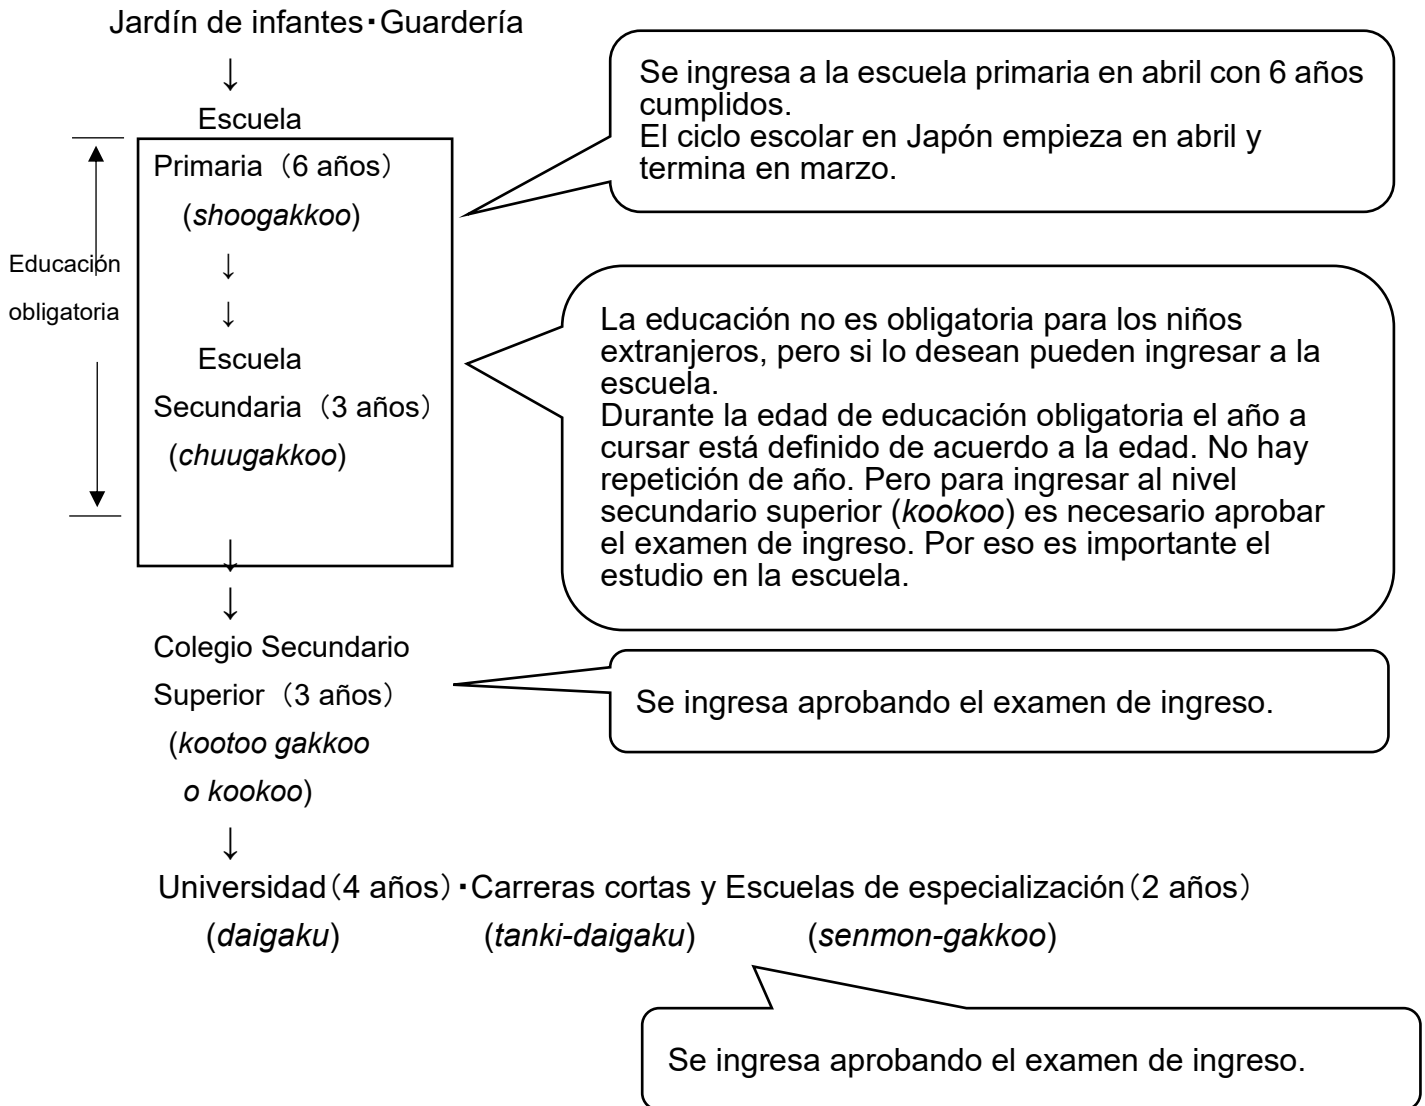 Jardín de infantes・Guardería
↓
Escuela
Primaria（6 años）
(shoogakkoo)
↓
↓
Escuela
Secundaria（3 años）
(chuugakkoo)
↓
↓
Educación
obligatoria
Se ingresa a la escuela primaria en abril con 6 años
cumplidos.
El ciclo escolar en Japón empieza en abril y
termina en marzo.
La educación no es obligatoria para los niños
extranjeros, pero si lo desean pueden ingresar a la
escuela.
Durante la edad de educación obligatoria el año a
cursar está definido de acuerdo a la edad. No hay
repetición de año. Pero para ingresar al nivel
secundario superior (kookoo) es necesario aprobar
el examen de ingreso. Por eso es importante el
estudio en la escuela.
Colegio Secundario
Superior（3 años）
(kootoo gakkoo
o kookoo)
Se ingresa aprobando el examen de ingreso.
↓
Universidad（4 años）・Carreras cortas y Escuelas de especialización（2 años）
(daigaku) (tanki-daigaku) (senmon-gakkoo)
Se ingresa aprobando el examen de ingreso.